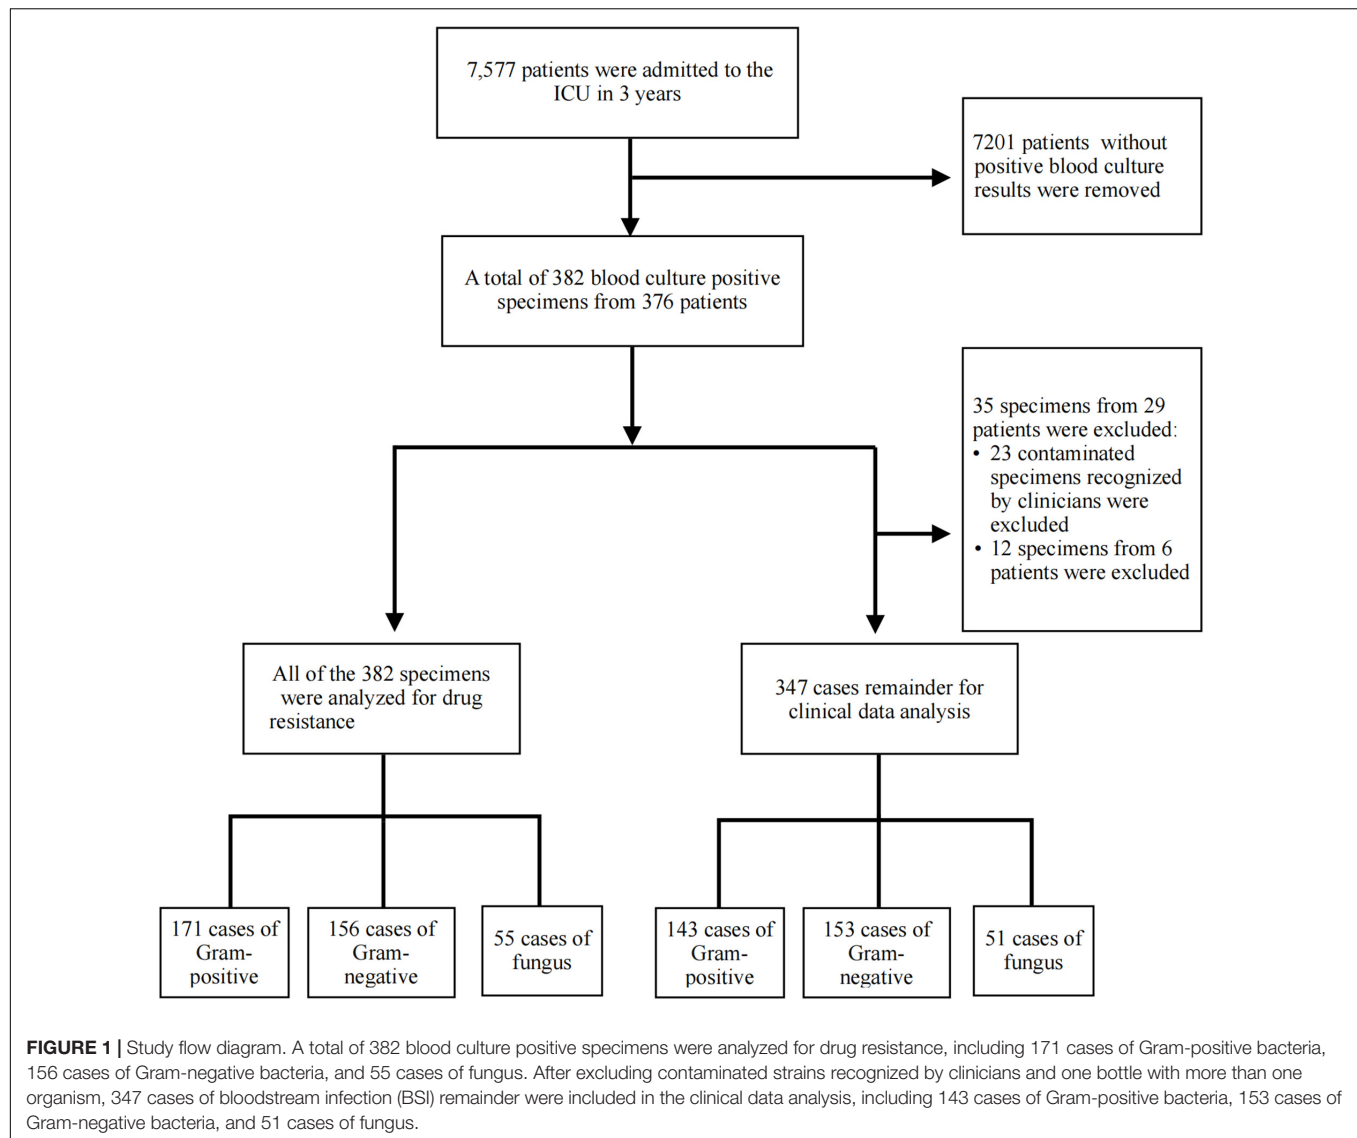 7,577 patients were admitted to the
ICU in 3 years
7201 patients without
positive blood culture
results were removed
A total of 382 blood culture positive
specimens from 376 patients
35 specimens from 29
patients were excluded:
• 23 contaminated
specimens recognized
by clinicians were
excluded
• 12 specimens from 6
patients were excluded
All of the 382 specimens
were analyzed for drug
resistance
347 cases remainder for
clinical data analysis
171 cases of
Gram-
positive
156 cases of
Gram-
negative
55 cases of
fungus
143 cases of
Gram-
positive
153 cases of
Gram-
negative
51 cases of
fungus
FIGURE 1 | Study flow diagram. A total of 382 blood culture positive specimens were analyzed for drug resistance, including 171 cases of Gram-positive bacteria,
156 cases of Gram-negative bacteria, and 55 cases of fungus. After excluding contaminated strains recognized by clinicians and one bottle with more than one
organism, 347 cases of bloodstream infection (BSI) remainder were included in the clinical data analysis, including 143 cases of Gram-positive bacteria, 153 cases of
Gram-negative bacteria, and 51 cases of fungus.